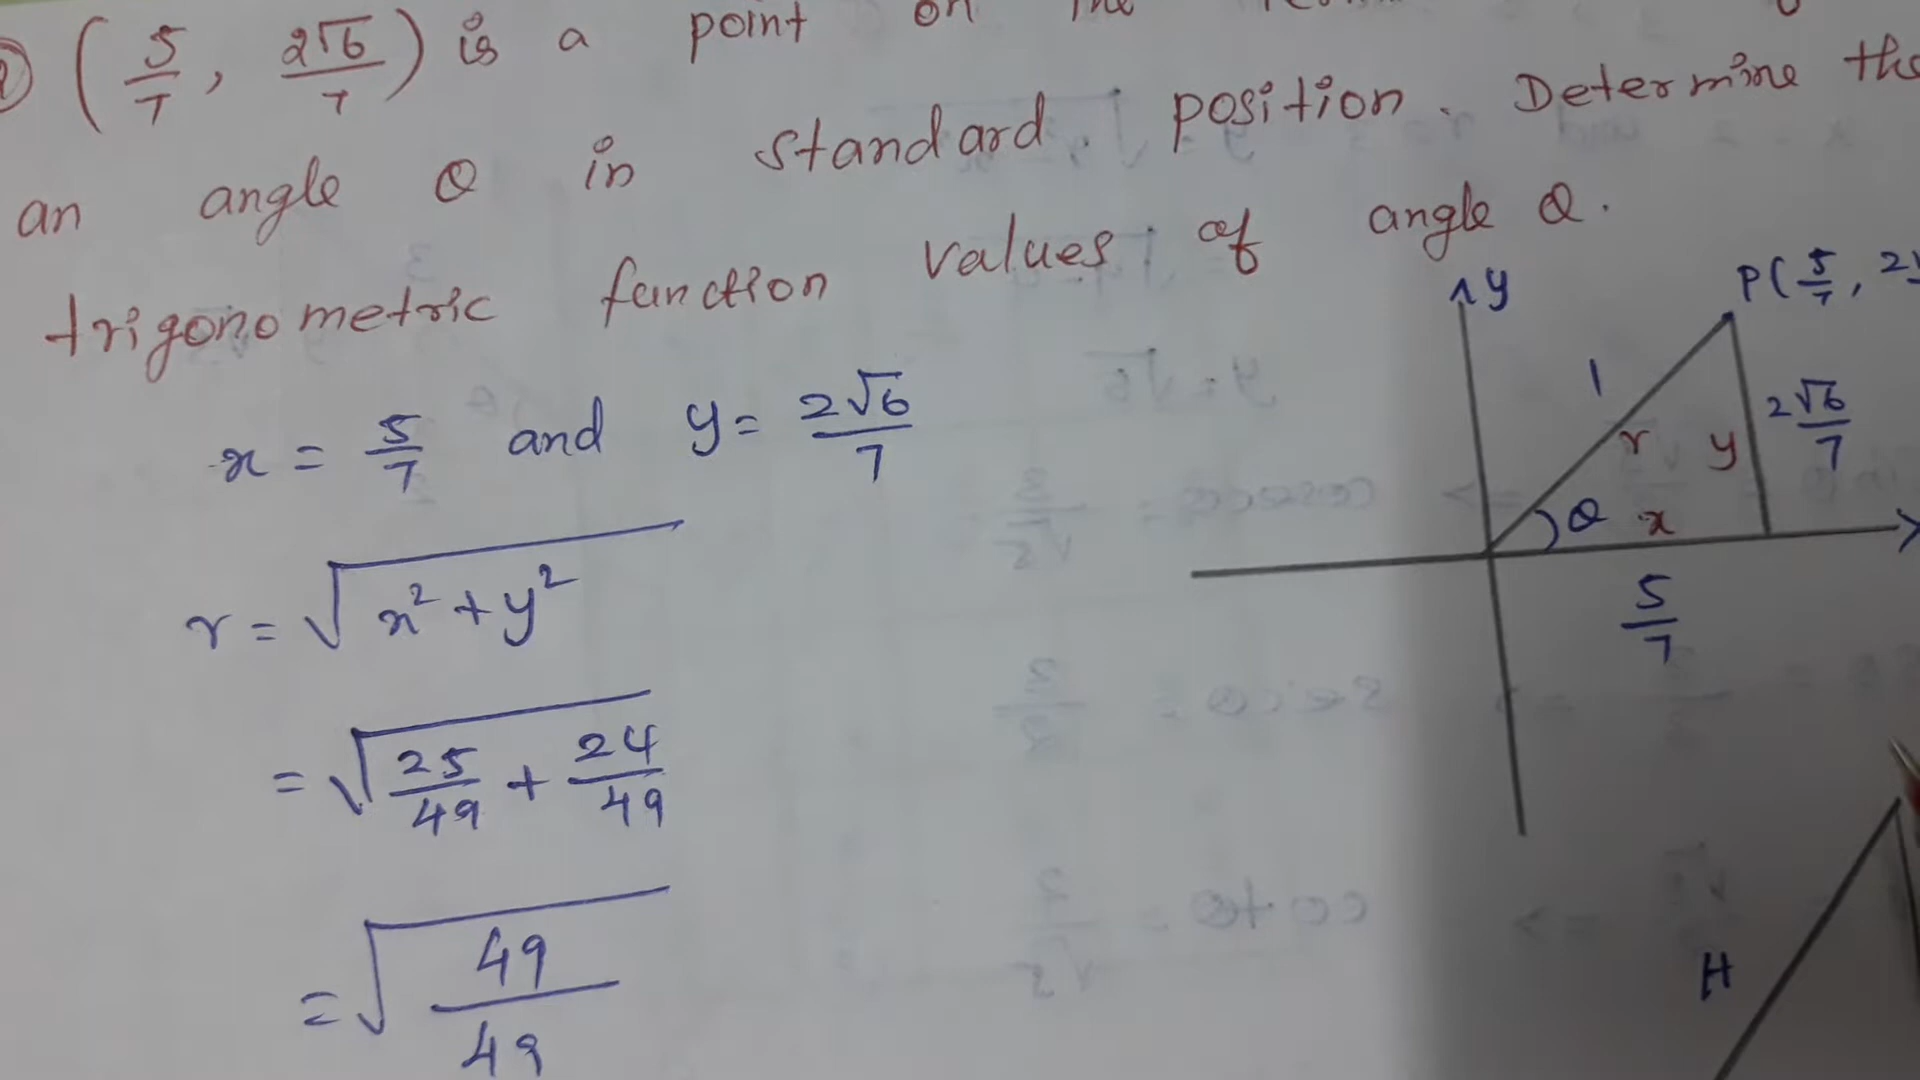 (5/7, 2√6/7) is a point on the
an angle θ in standard position. Determine the
trigonometric function values of angle θ.
x = 5/7 and y = 2√6/7
r = √(x² + y²)
= √(25/49 + 24/49)
= √(49/49)
y
P(5/7, 2√
1
r
y
2√6/7
θ
x
5/7
H